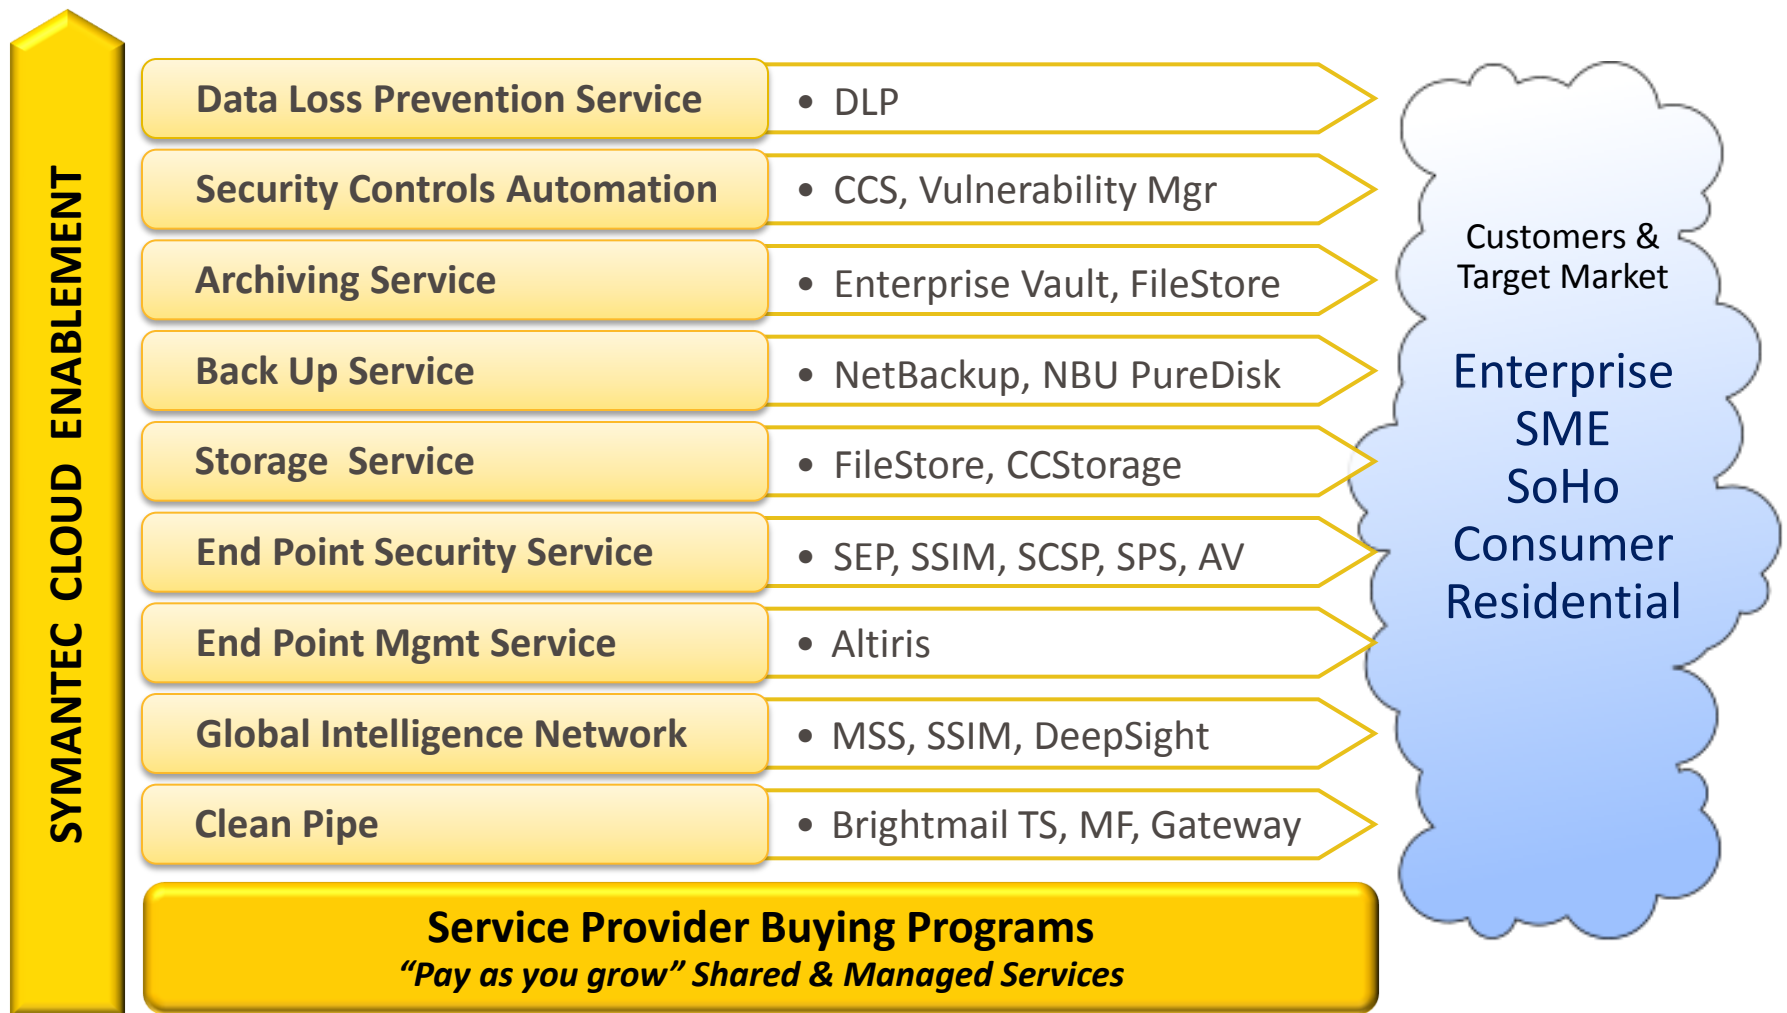 SYMANTEC CLOUD ENABLEMENT
Data Loss Prevention Service
• DLP
Security Controls Automation
• CCS, Vulnerability Mgr
Archiving Service
• Enterprise Vault, FileStore
Back Up Service
• NetBackup, NBU PureDisk
Storage Service
• FileStore, CCStorage
End Point Security Service
• SEP, SSIM, SCSP, SPS, AV
End Point Mgmt Service
• Altiris
Global Intelligence Network
• MSS, SSIM, DeepSight
Clean Pipe
• Brightmail TS, MF, Gateway
Service Provider Buying Programs
“Pay as you grow” Shared & Managed Services
Customers &
Target Market
Enterprise
SME
SoHo
Consumer
Residential